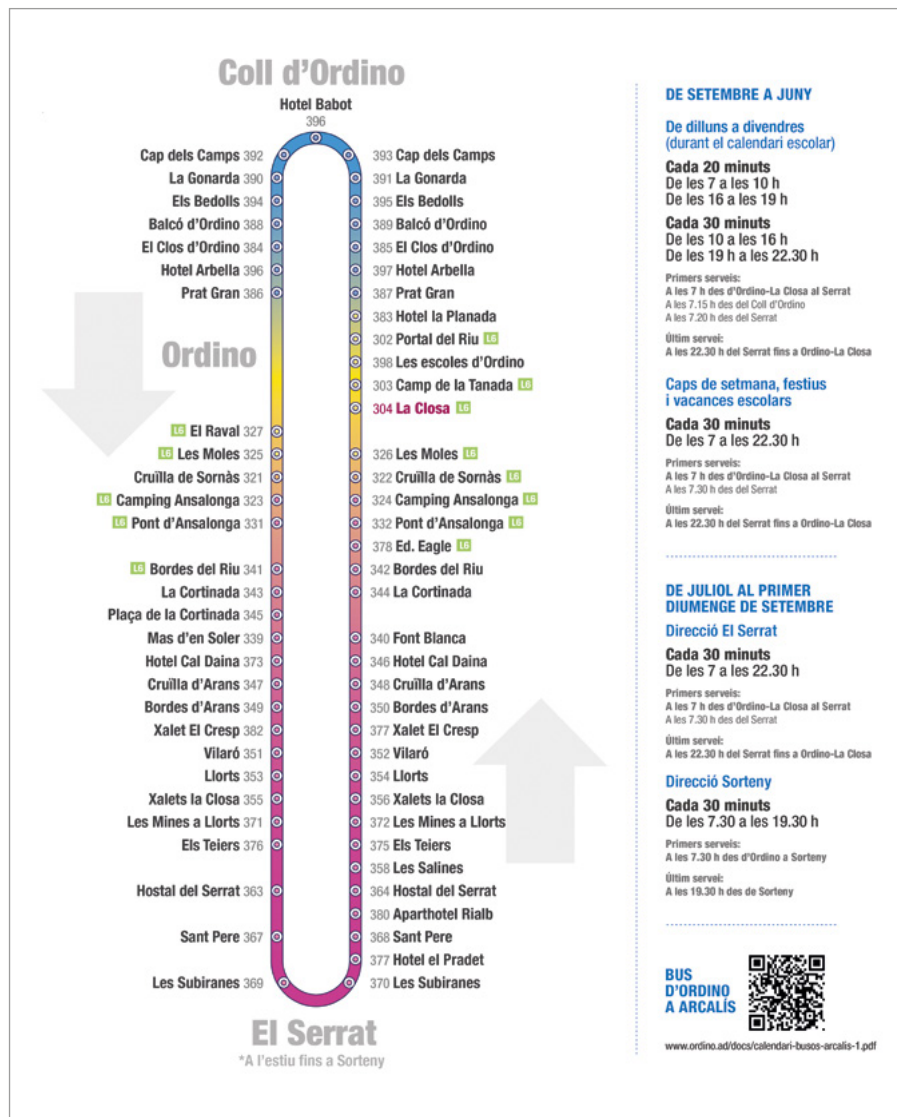 Coll d'Ordino
Hotel Babot
396
Cap dels Camps 392
La Gonarda 390
Els Bedolls 394
Balcó d'Ordino 388
El Clos d'Ordino 384
Hotel Arbella 396
Prat Gran 386
Ordino
L6 El Raval 327
L6 Les Moles 325
Cruïlla de Sornàs 321
L6 Camping Ansalonga 323
L6 Pont d'Ansalonga 331
L6 Bordes del Riu 341
La Cortinada 343
Plaça de la Cortinada 345
Mas d'en Soler 339
Hotel Cal Daina 373
Cruïlla d'Arans 347
Bordes d'Arans 349
Xalet El Cresp 382
Vilaró 351
Llorts 353
Xalets la Closa 355
Les Mines a Llorts 371
Els Teiers 376
Hostal del Serrat 363
Sant Pere 367
Les Subiranes 369
393 Cap dels Camps
391 La Gonarda
395 Els Bedolls
389 Balcó d'Ordino
385 El Clos d'Ordino
397 Hotel Arbella
387 Prat Gran
383 Hotel la Planada
302 Portal del Riu L6
398 Les escoles d'Ordino
303 Camp de la Tanada L6
304 La Closa L6
326 Les Moles L6
322 Cruïlla de Sornàs L6
324 Camping Ansalonga L6
332 Pont d'Ansalonga L6
378 Ed. Eagle L6
342 Bordes del Riu
344 La Cortinada
340 Font Blanca
346 Hotel Cal Daina
348 Cruïlla d'Arans
350 Bordes d'Arans
377 Xalet El Cresp
352 Vilaró
354 Llorts
356 Xalets la Closa
372 Les Mines a Llorts
375 Els Teiers
358 Les Salines
364 Hostal del Serrat
380 Aparthotel Rialb
368 Sant Pere
377 Hotel el Pradet
370 Les Subiranes
El Serrat
*A l'estiu fins a Sorteny
DE SETEMBRE A JUNY
De dilluns a divendres
(durant el calendari escolar)
Cada 20 minuts
De les 7 a les 10 h
De les 16 a les 19 h
Cada 30 minuts
De les 10 a les 16 h
De les 19 h a les 22.30 h
Primers serveis:
A les 7 h des d'Ordino-La Closa al Serrat
A les 7.15 h des del Coll d'Ordino
A les 7.20 h des del Serrat
Últim servei:
A les 22.30 h del Serrat fins a Ordino-La Closa
Caps de setmana, festius
i vacances escolars
Cada 30 minuts
De les 7 a les 22.30 h
Primers serveis:
A les 7 h des d'Ordino-La Closa al Serrat
A les 7.30 h des del Serrat
Últim servei:
A les 22.30 h del Serrat fins a Ordino-La Closa
DE JULIOL AL PRIMER
DIUMENGE DE SETEMBRE
Direcció El Serrat
Cada 30 minuts
De les 7 a les 22.30 h
Primers serveis:
A les 7 h des d'Ordino-La Closa al Serrat
A les 7.30 h des del Serrat
Últim servei:
A les 22.30 h del Serrat fins a Ordino-La Closa
Direcció Sorteny
Cada 30 minuts
De les 7.30 a les 19.30 h
Primers serveis:
A les 7.30 h des d'Ordino a Sorteny
Últim servei:
A les 19.30 h des de Sorteny
BUS
D'ORDINO
A ARCALÍS
www.ordino.ad/docs/calendari-busos-arcalis-1.pdf